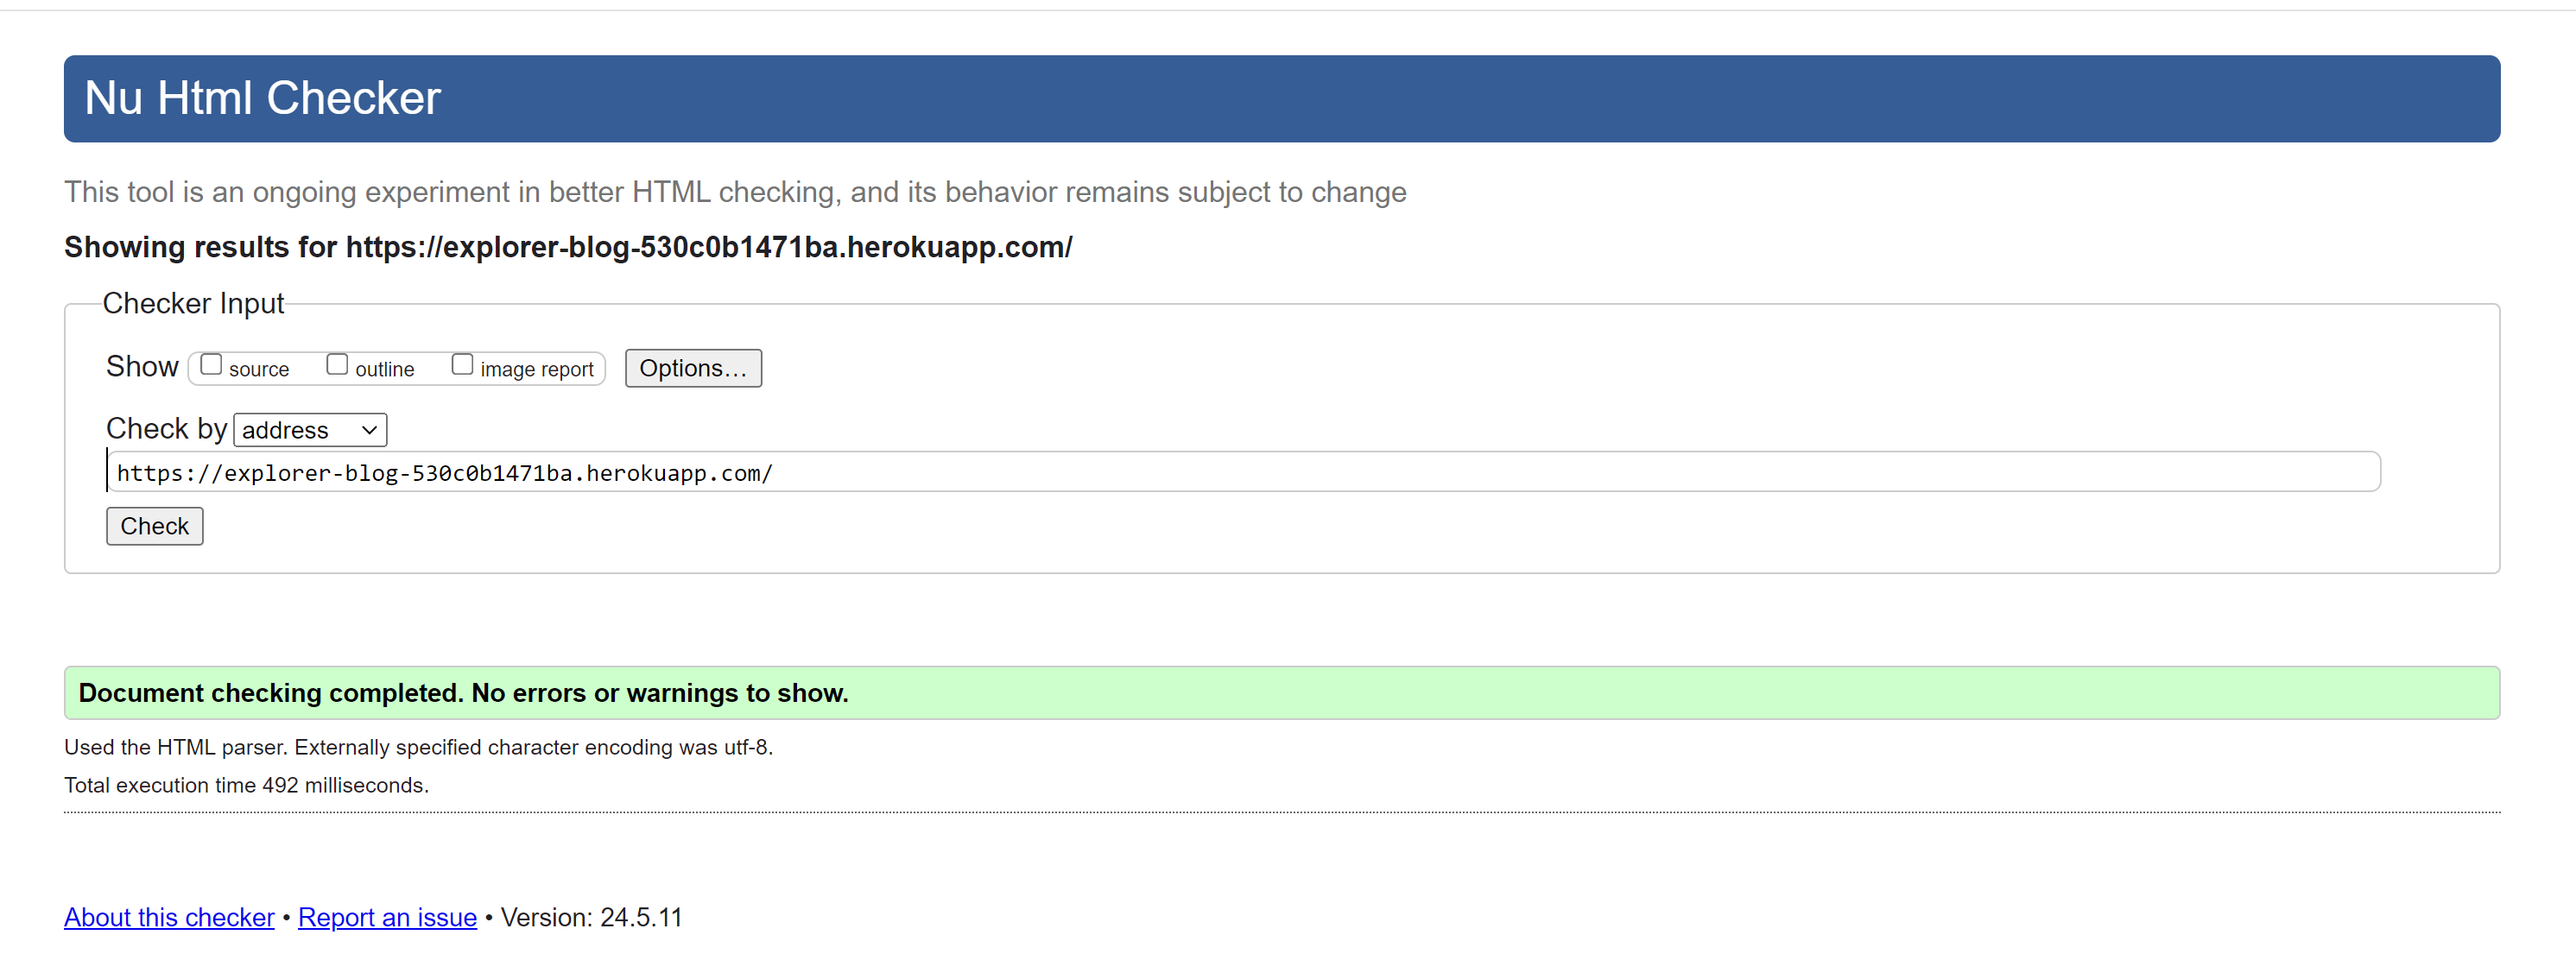 Nu Html Checker
This tool is an ongoing experiment in better HTML checking, and its behavior remains subject to change
Showing results for https://explorer-blog-530c0b1471ba.herokuapp.com/
Checker Input
Show source outline image report Options…
Check by address
https://explorer-blog-530c0b1471ba.herokuapp.com/
Check
Document checking completed. No errors or warnings to show.
Used the HTML parser. Externally specified character encoding was utf-8.
Total execution time 492 milliseconds.
About this checker • Report an issue • Version: 24.5.11